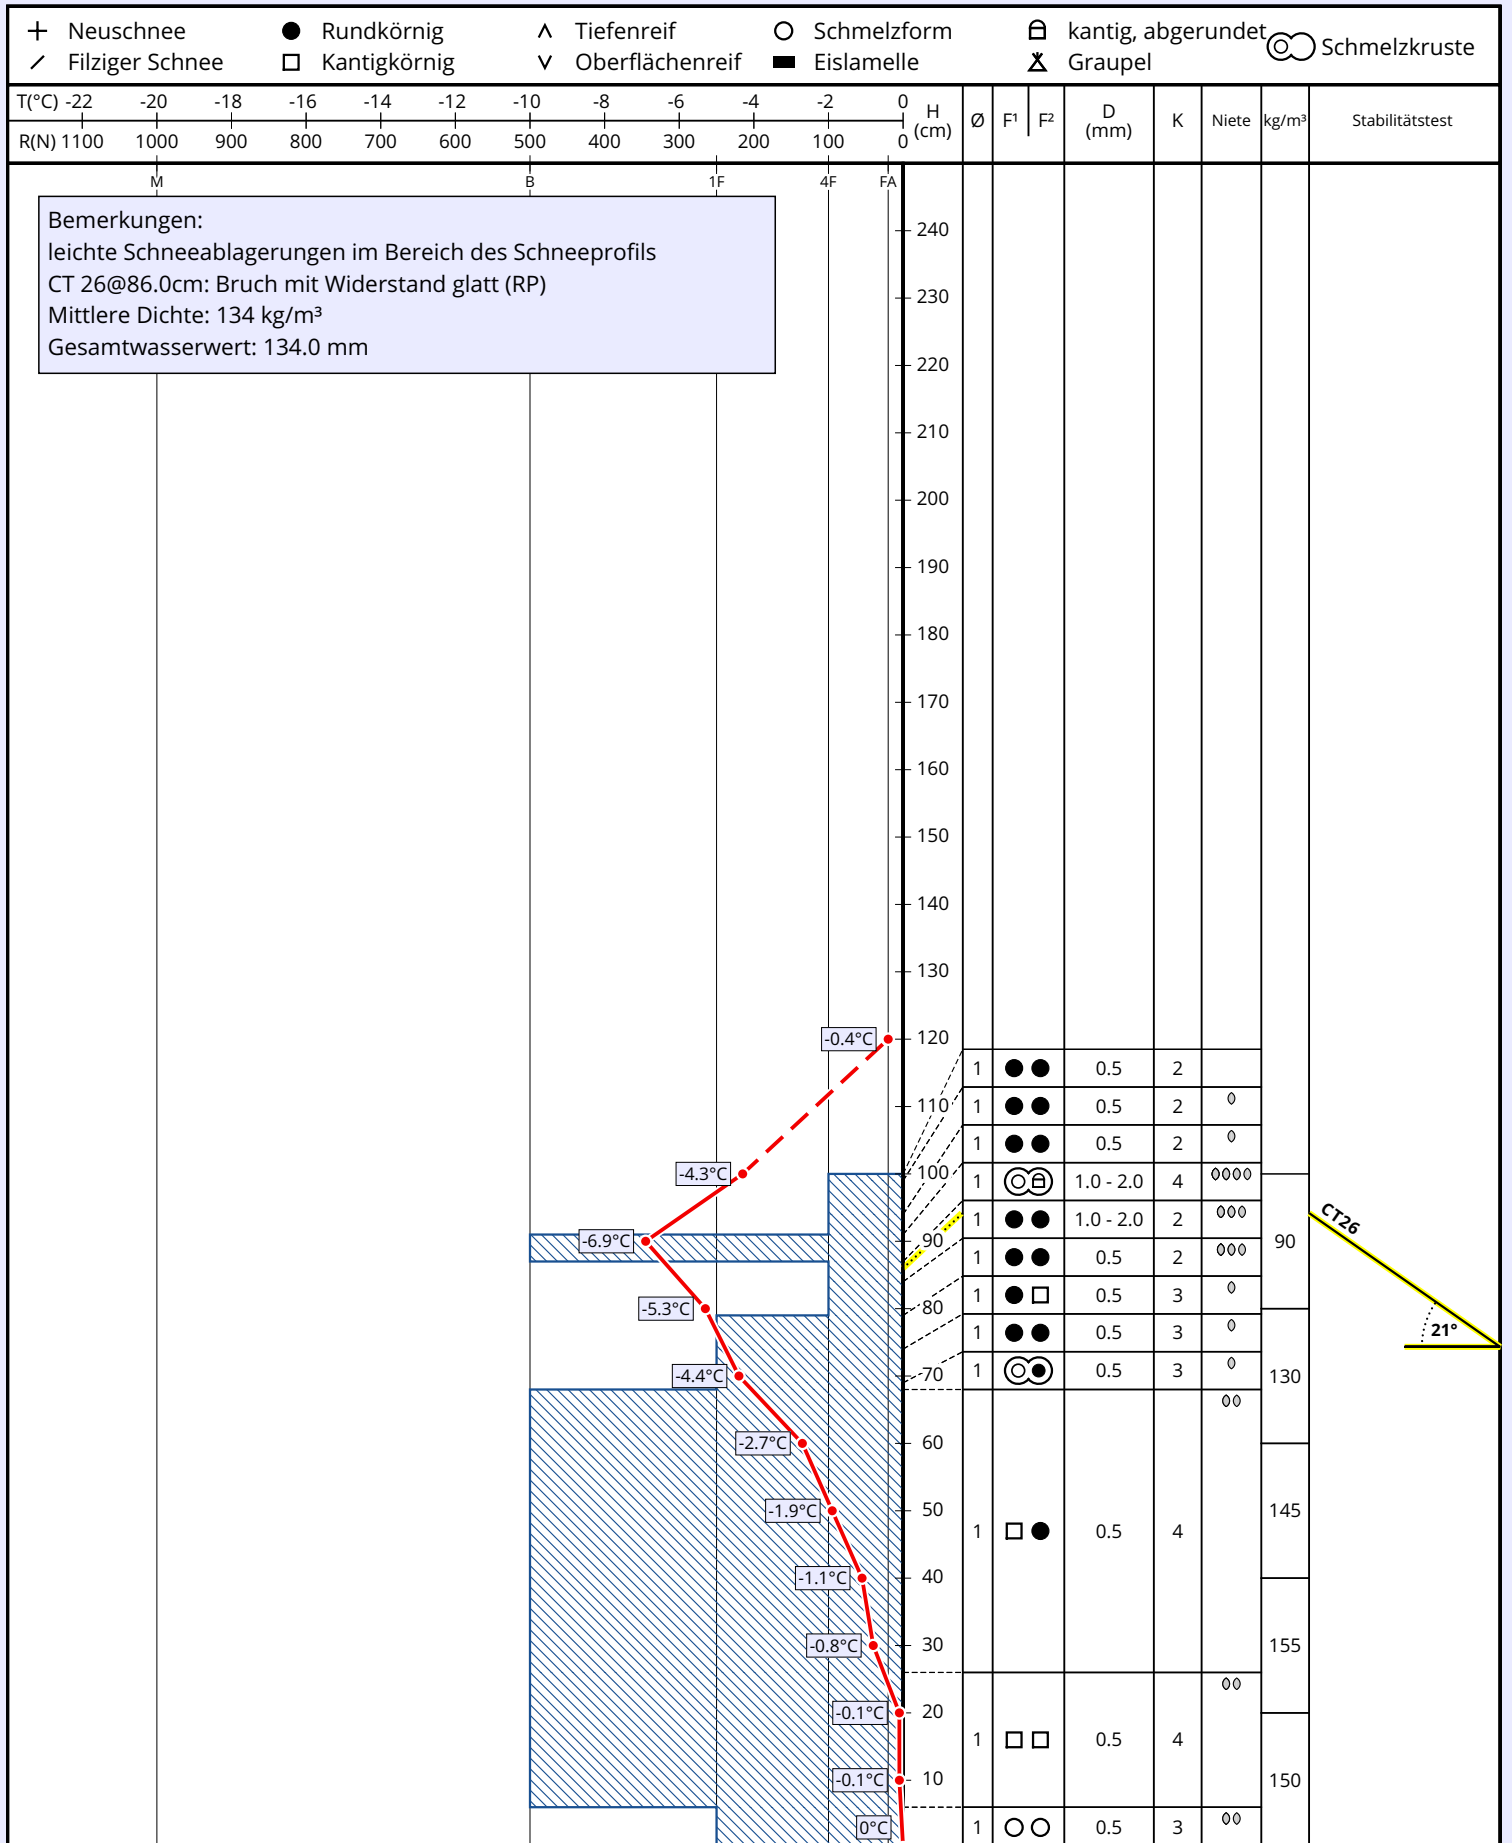 Neuschnee Rundkörnig Tiefenreif Schmelzform kantig, abgerundet Schmelzkruste
Filziger Schnee Kantigkörnig Oberflächenreif Eislamelle Graupel
T(°C) -22 -20 -18 -16 -14 -12 -10 -8 -6 -4 -2 0
R(N) 1100 1000 900 800 700 600 500 400 300 200 100 0
H (cm) Ø F¹ F² D (mm) K Niete kg/m³ Stabilitätstest
M B 1F 4F FA
Bemerkungen:
leichte Schneeablagerungen im Bereich des Schneeprofils
CT 26@86.0cm: Bruch mit Widerstand glatt (RP)
Mittlere Dichte: 134 kg/m³
Gesamtwasserwert: 134.0 mm
240
230
220
210
200
190
180
170
160
150
140
130
-0.4°C 120
1 0.5 2
110 1 0.5 2
1 0.5 2
-4.3°C 100 1 1.0 - 2.0 4
1 1.0 - 2.0 2
CT26
-6.9°C 90 1 0.5 2 90
1 0.5 3
-5.3°C 80
1 0.5 3
21°
-4.4°C 70 1 0.5 3 130
-2.7°C 60
-1.9°C 50 145
1 0.5 4
-1.1°C 40
-0.8°C 30 155
-0.1°C 20
1 0.5 4
-0.1°C 10 150
0°C 1 0.5 3